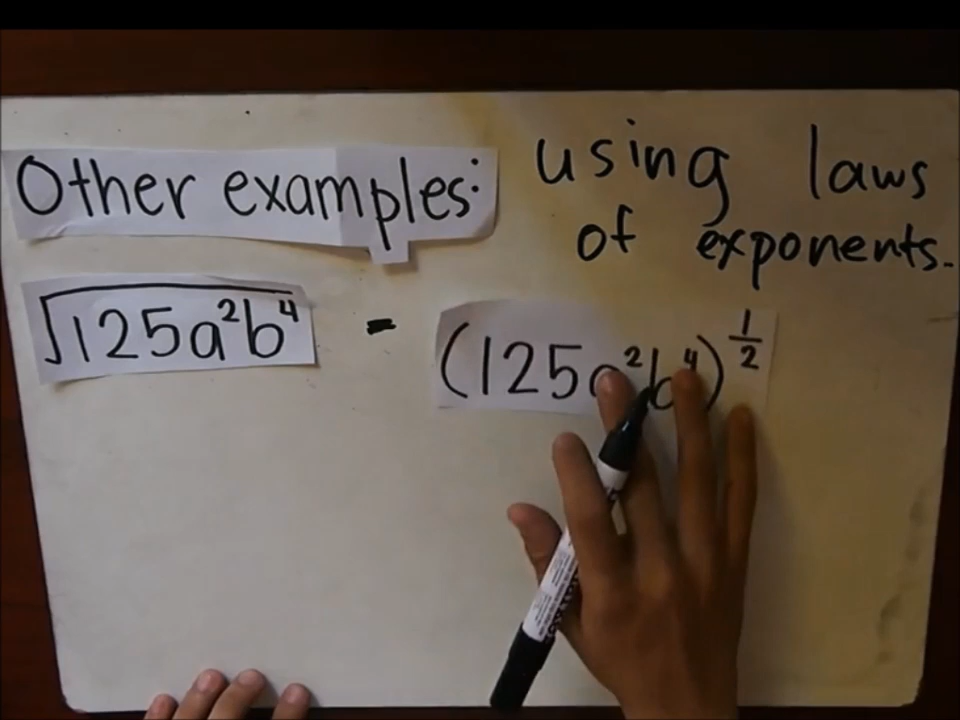 Other examples: using laws
of exponents.
√125a²b⁴ = (125a²b⁴)^½